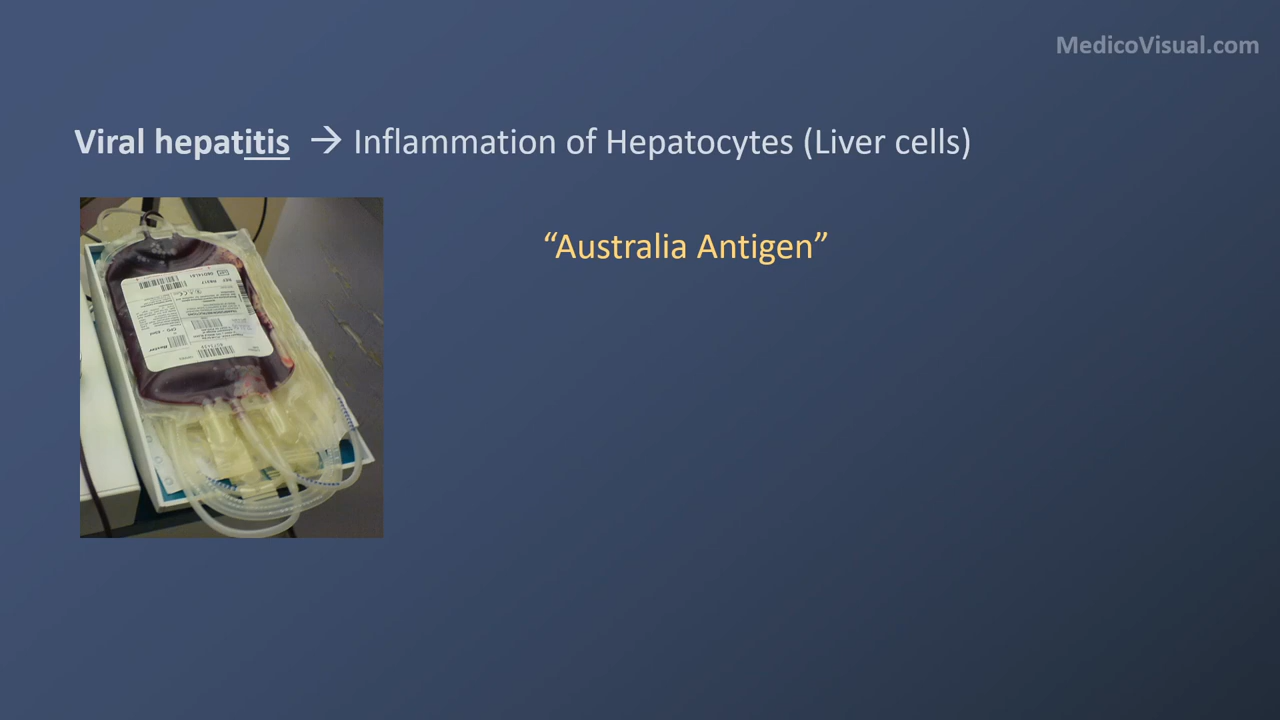 MedicoVisual.com
Viral hepatitis → Inflammation of Hepatocytes (Liver cells)
“Australia Antigen”